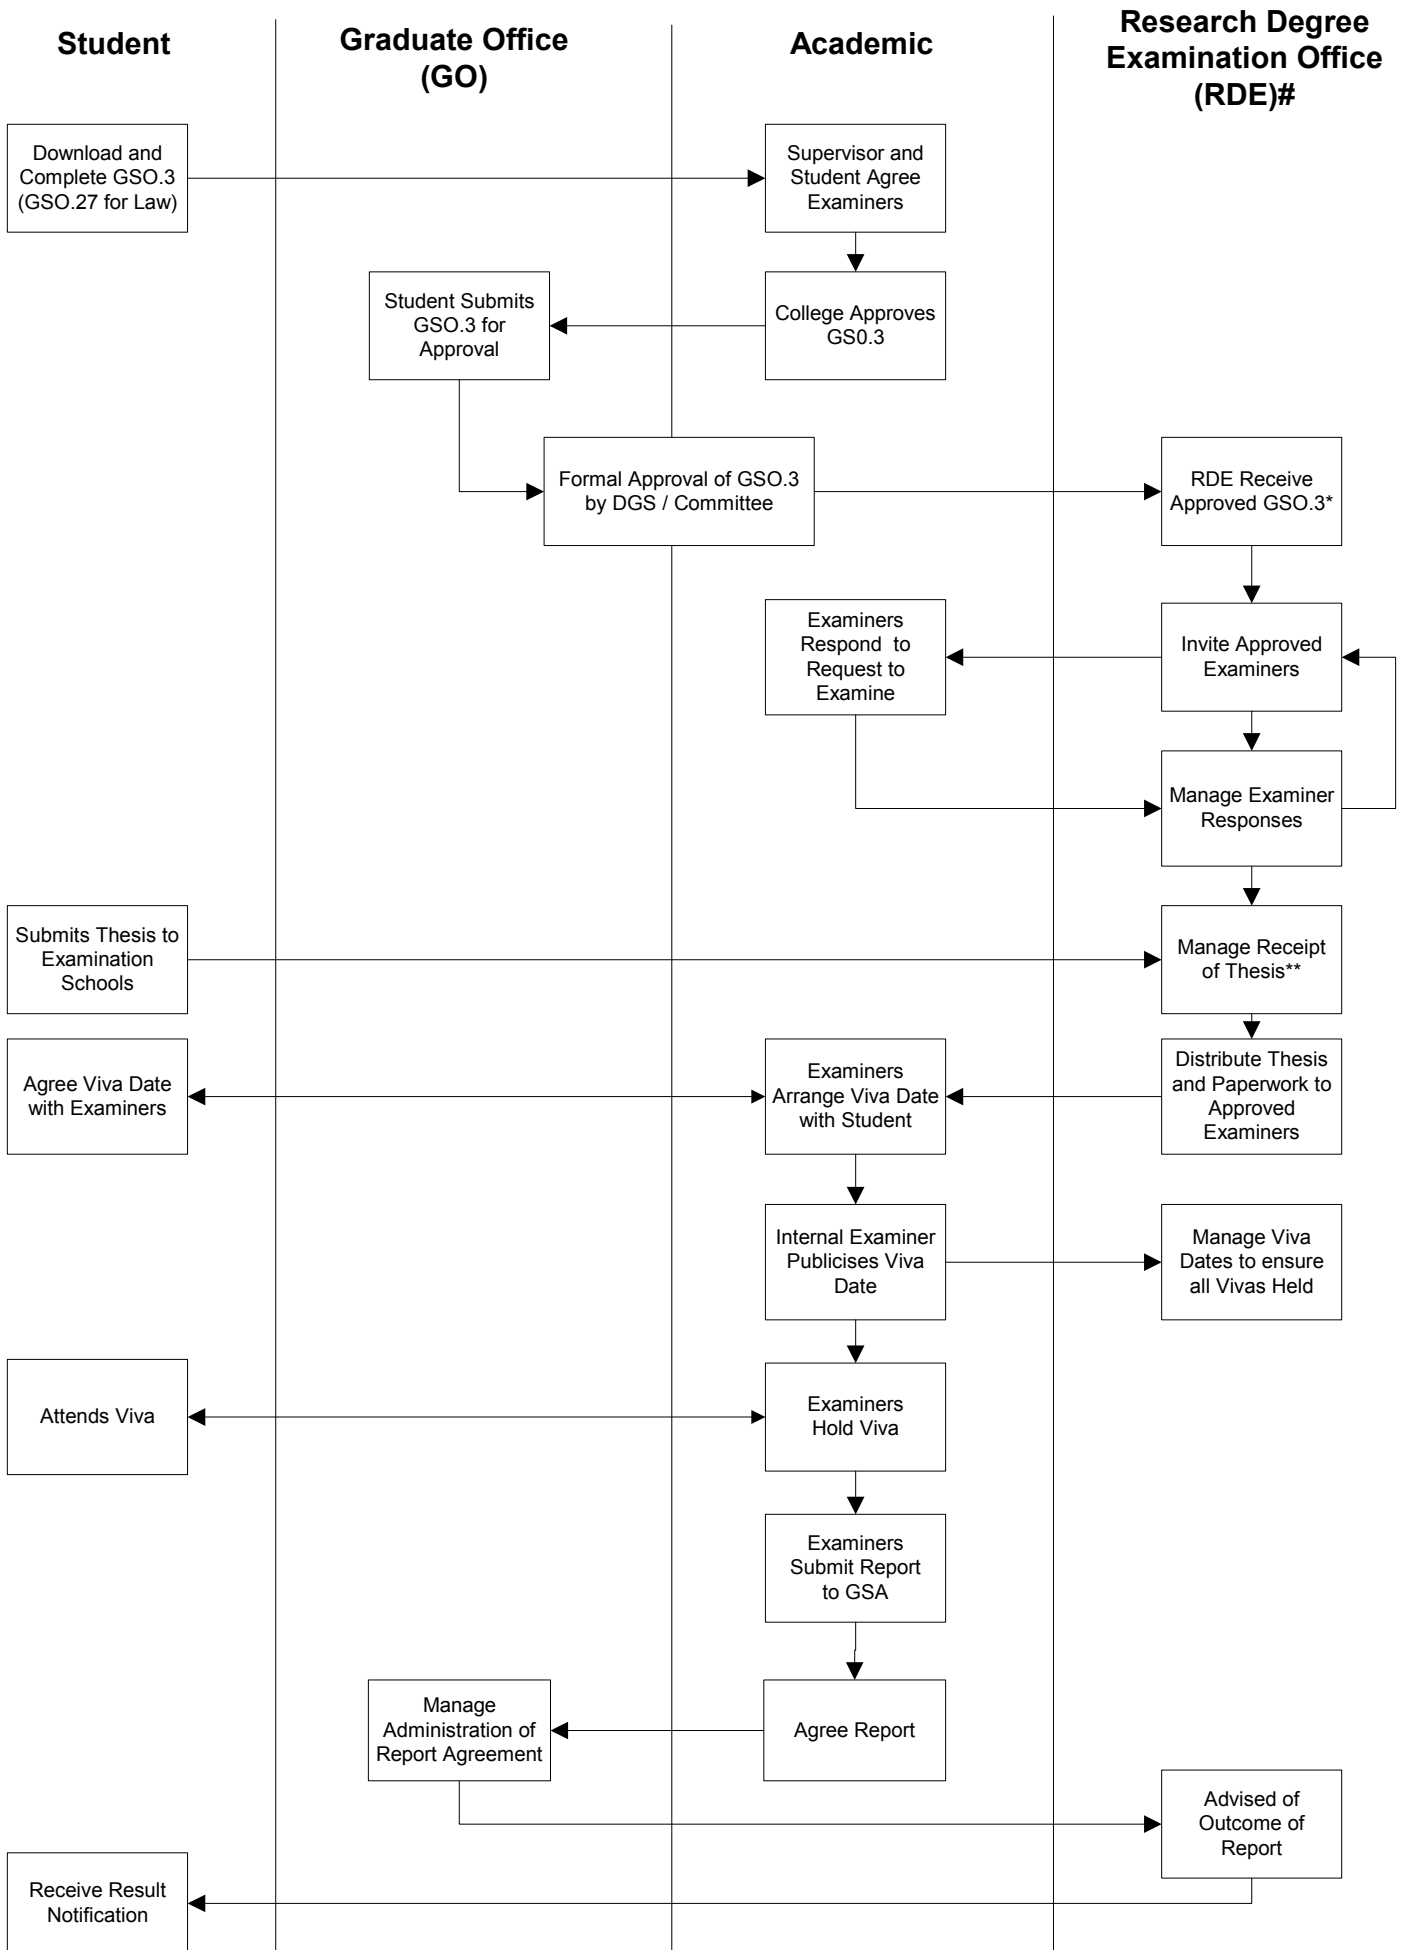 Student
Graduate Office
(GO)
Academic
Research Degree
Examination Office
(RDE)#
Download and
Complete GSO.3
(GSO.27 for Law)
Supervisor and
Student Agree
Examiners
Student Submits
GSO.3 for
Approval
College Approves
GS0.3
Formal Approval of GSO.3
by DGS / Committee
RDE Receive
Approved GSO.3*
Examiners
Respond to
Request to
Examine
Invite Approved
Examiners
Manage Examiner
Responses
Submits Thesis to
Examination
Schools
Manage Receipt
of Thesis**
Agree Viva Date
with Examiners
Examiners
Arrange Viva Date
with Student
Distribute Thesis
and Paperwork to
Approved
Examiners
Internal Examiner
Publicises Viva
Date
Manage Viva
Dates to ensure
all Vivas Held
Attends Viva
Examiners
Hold Viva
Examiners
Submit Report
to GSA
Manage
Administration of
Report Agreement
Agree Report
Advised of
Outcome of
Report
Receive Result
Notification